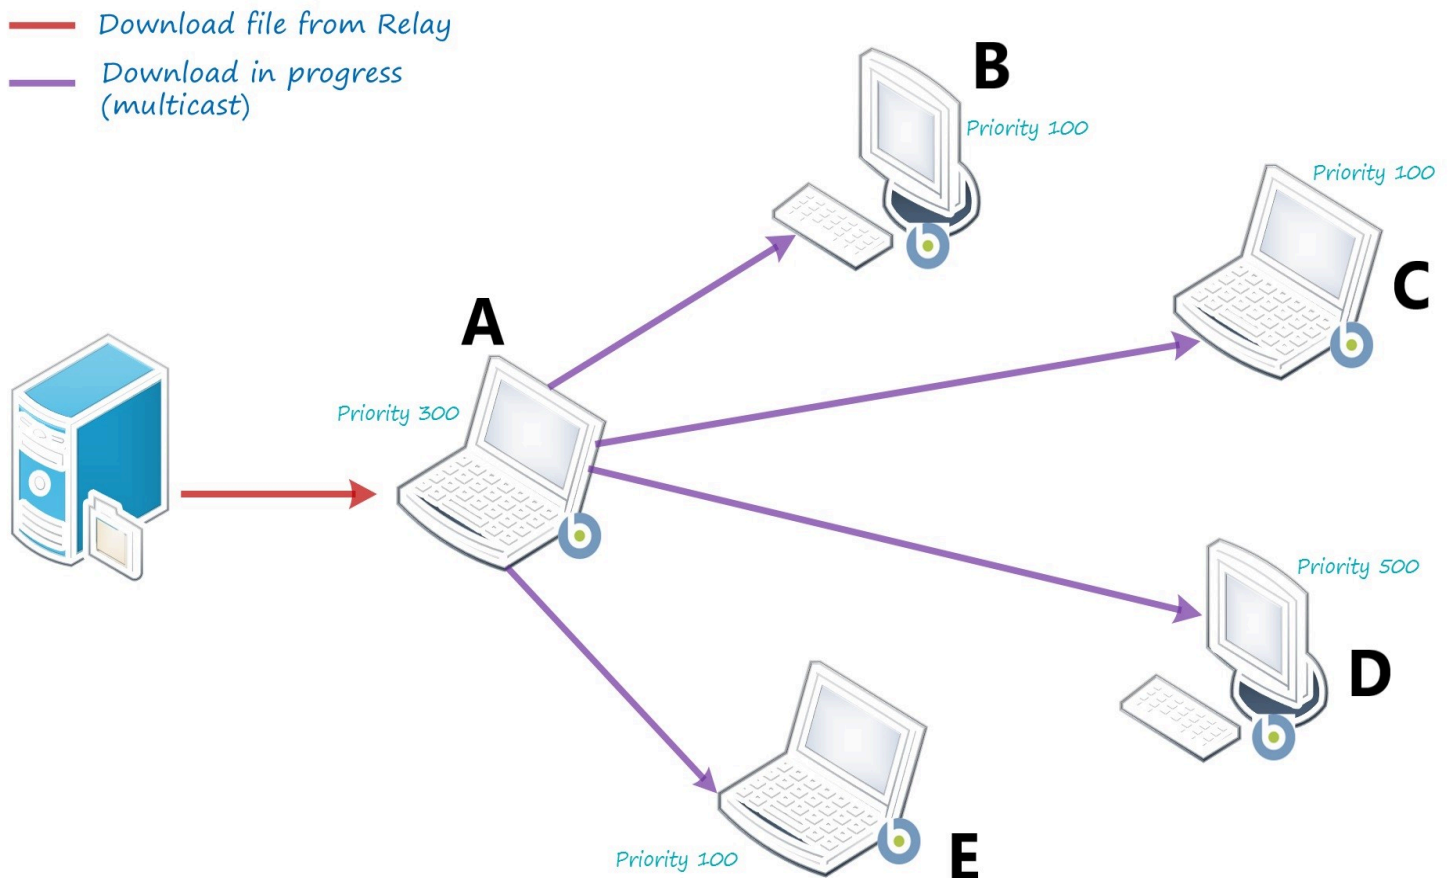 Download file from Relay
Download in progress
(multicast)
B
Priority 100
Priority 100
C
A
Priority 300
Priority 500
D
Priority 100
E